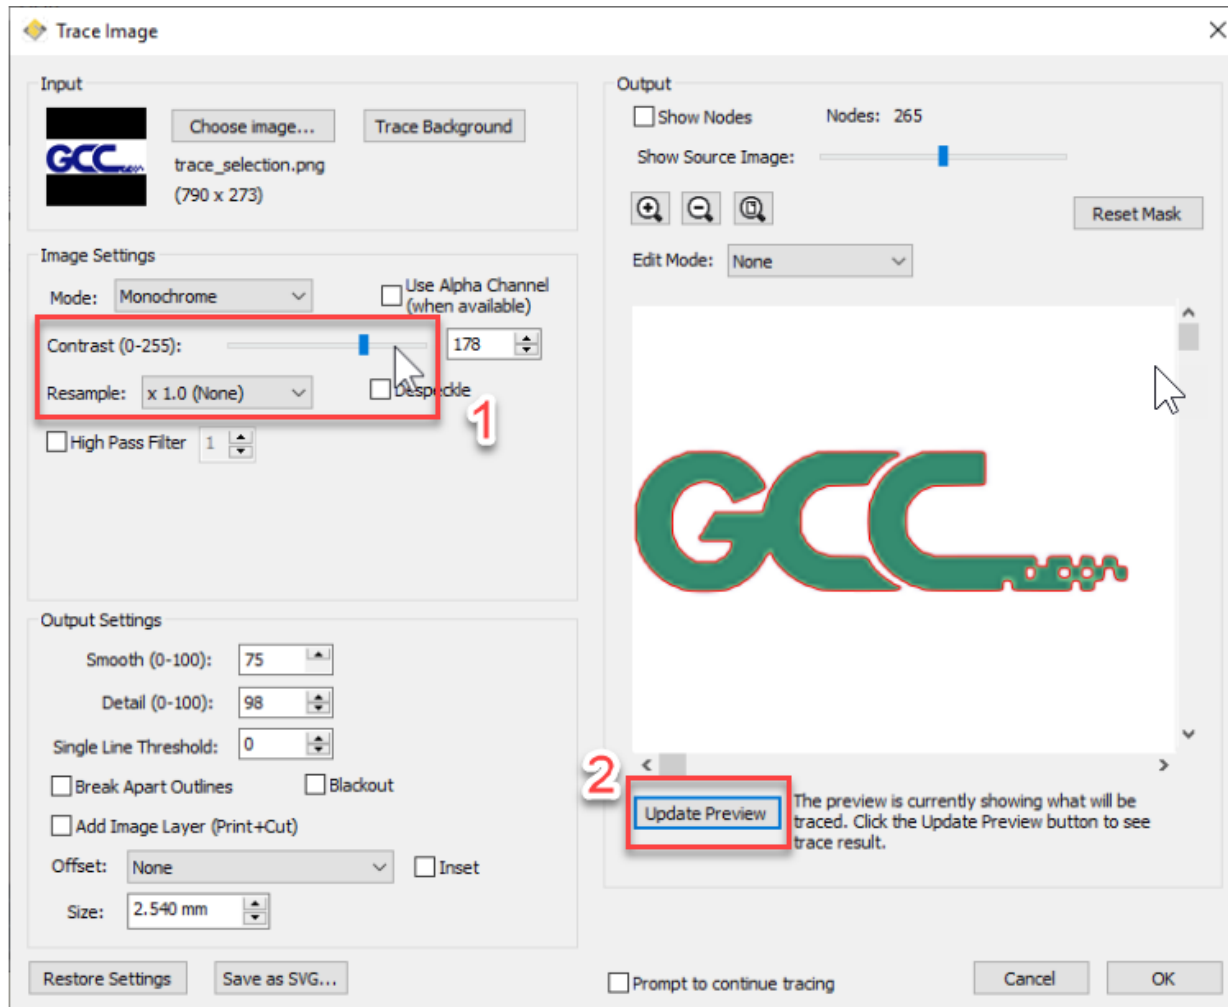 Trace Image
Input
Choose image...
Trace Background
GCC
trace_selection.png
(790 x 273)
Image Settings
Mode: Monochrome
Use Alpha Channel
(when available)
Contrast (0-255): 178
Resample: x 1.0 (None)
Despeckle
1
High Pass Filter 1
Output Settings
Smooth (0-100): 75
Detail (0-100): 98
Single Line Threshold: 0
Break Apart Outlines
Blackout
Add Image Layer (Print+Cut)
Offset: None
Inset
Size: 2.540 mm
Restore Settings
Save as SVG...
Output
Show Nodes
Nodes: 265
Show Source Image:
Reset Mask
Edit Mode: None
GCC
2
Update Preview
The preview is currently showing what will be
traced. Click the Update Preview button to see
trace result.
Prompt to continue tracing
Cancel
OK